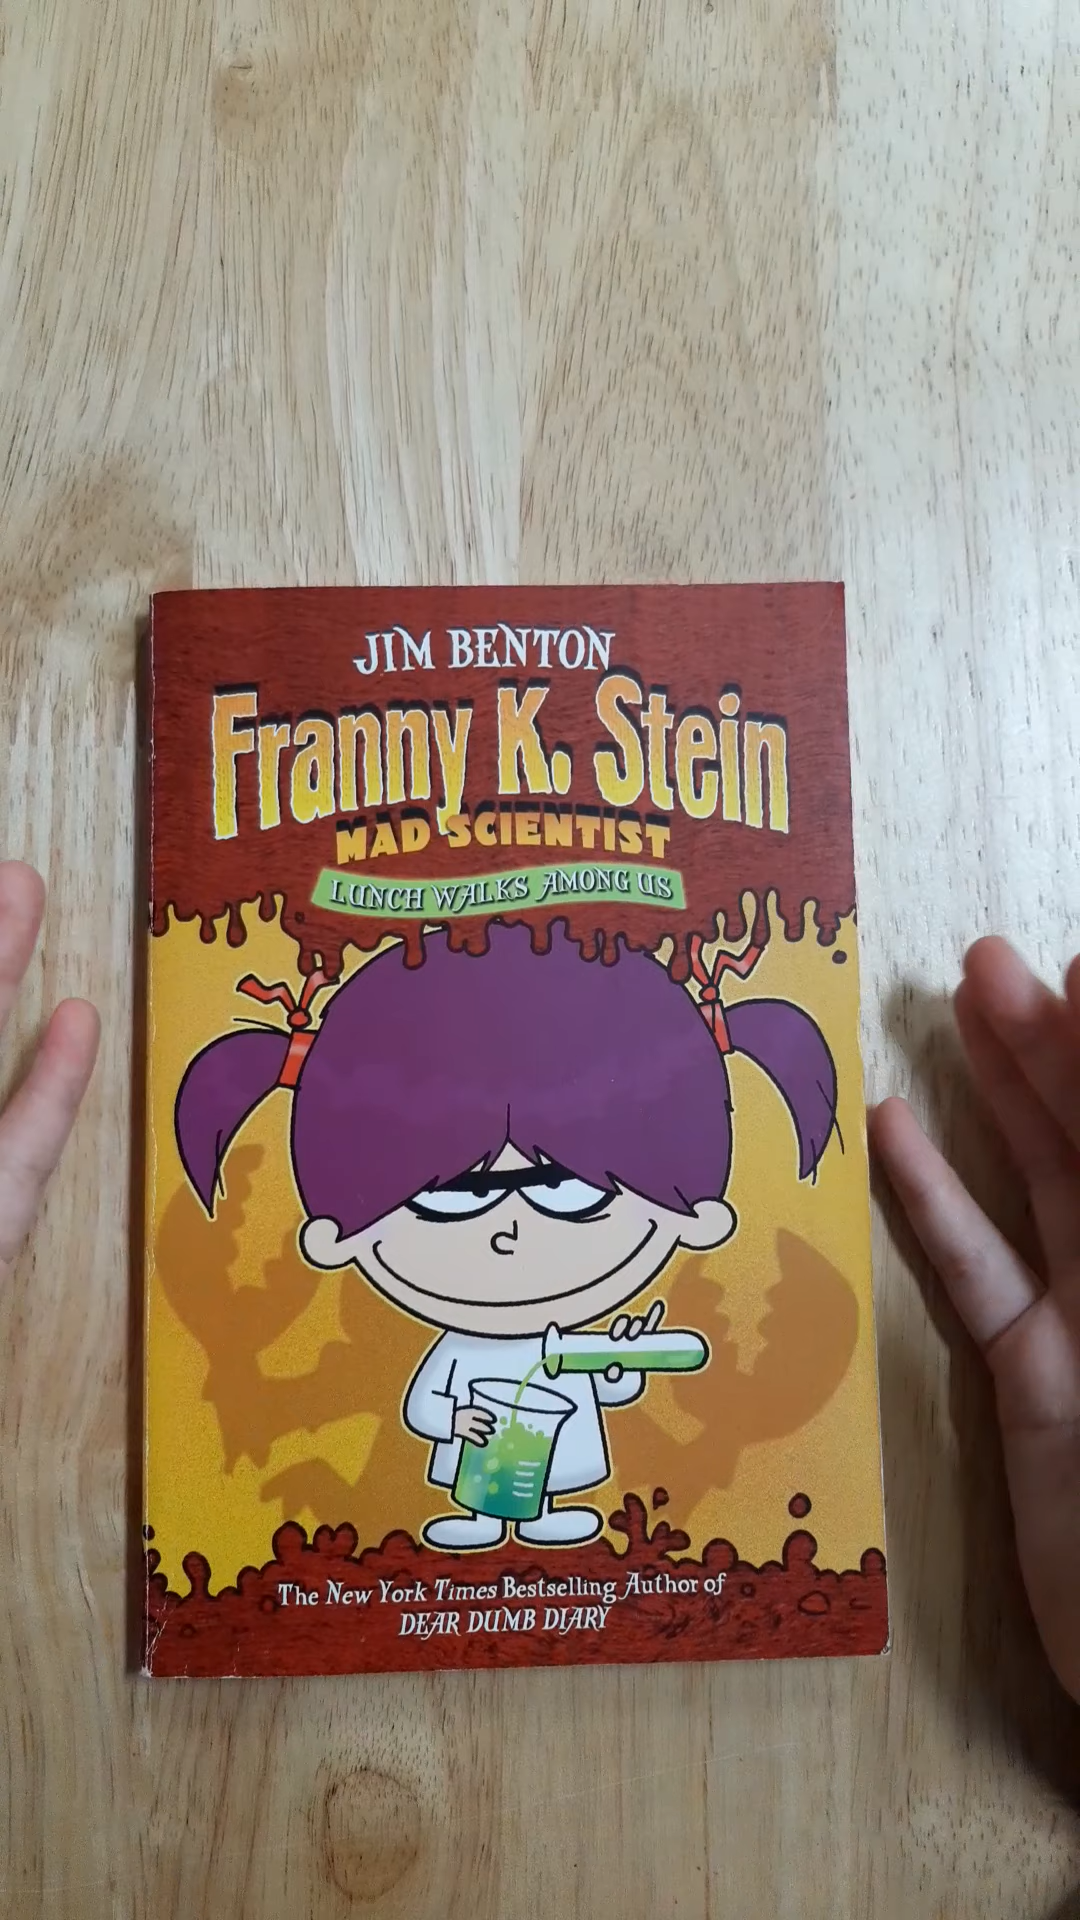 JIM BENTON
Franny K. Stein
MAD SCIENTIST
LUNCH WALKS AMONG US
The New York Times Bestselling Author of
DEAR DUMB DIARY